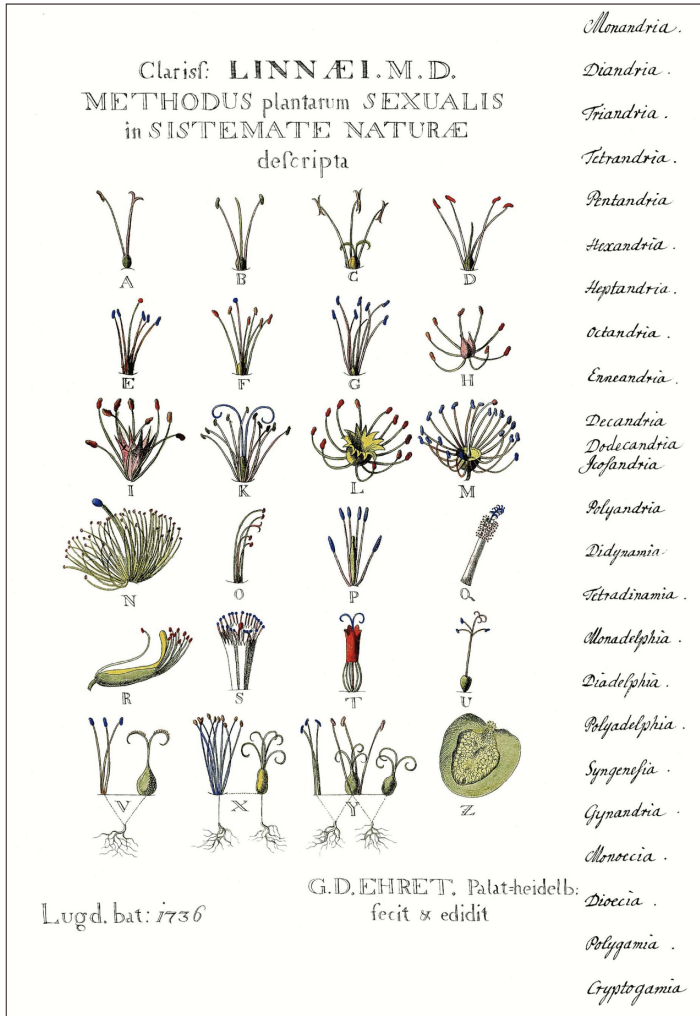 Clariſſ: LINNÆI. M. D.
METHODUS plantarum SEXUALIS
in SISTEMATE NATURÆ
deſcripta
A B C D
E F G H
I K L M
N O P Q
R S T U
V X Y Z
Lugd. bat: 1736
G. D. EHRET. Palat-heidelb:
fecit & edidit
Monandria.
Diandria.
Triandria.
Tetrandria.
Pentandria
Hexandria.
Heptandria.
Octandria.
Enneandria.
Decandria
Dodecandria
Icoſandria
Polyandria
Didynamia.
Tetradinamia.
Monadelphia.
Diadelphia.
Polyadelphia.
Syngeneſia.
Gynandria.
Monoecia.
Dioecia.
Polygamia.
Cryptogamia